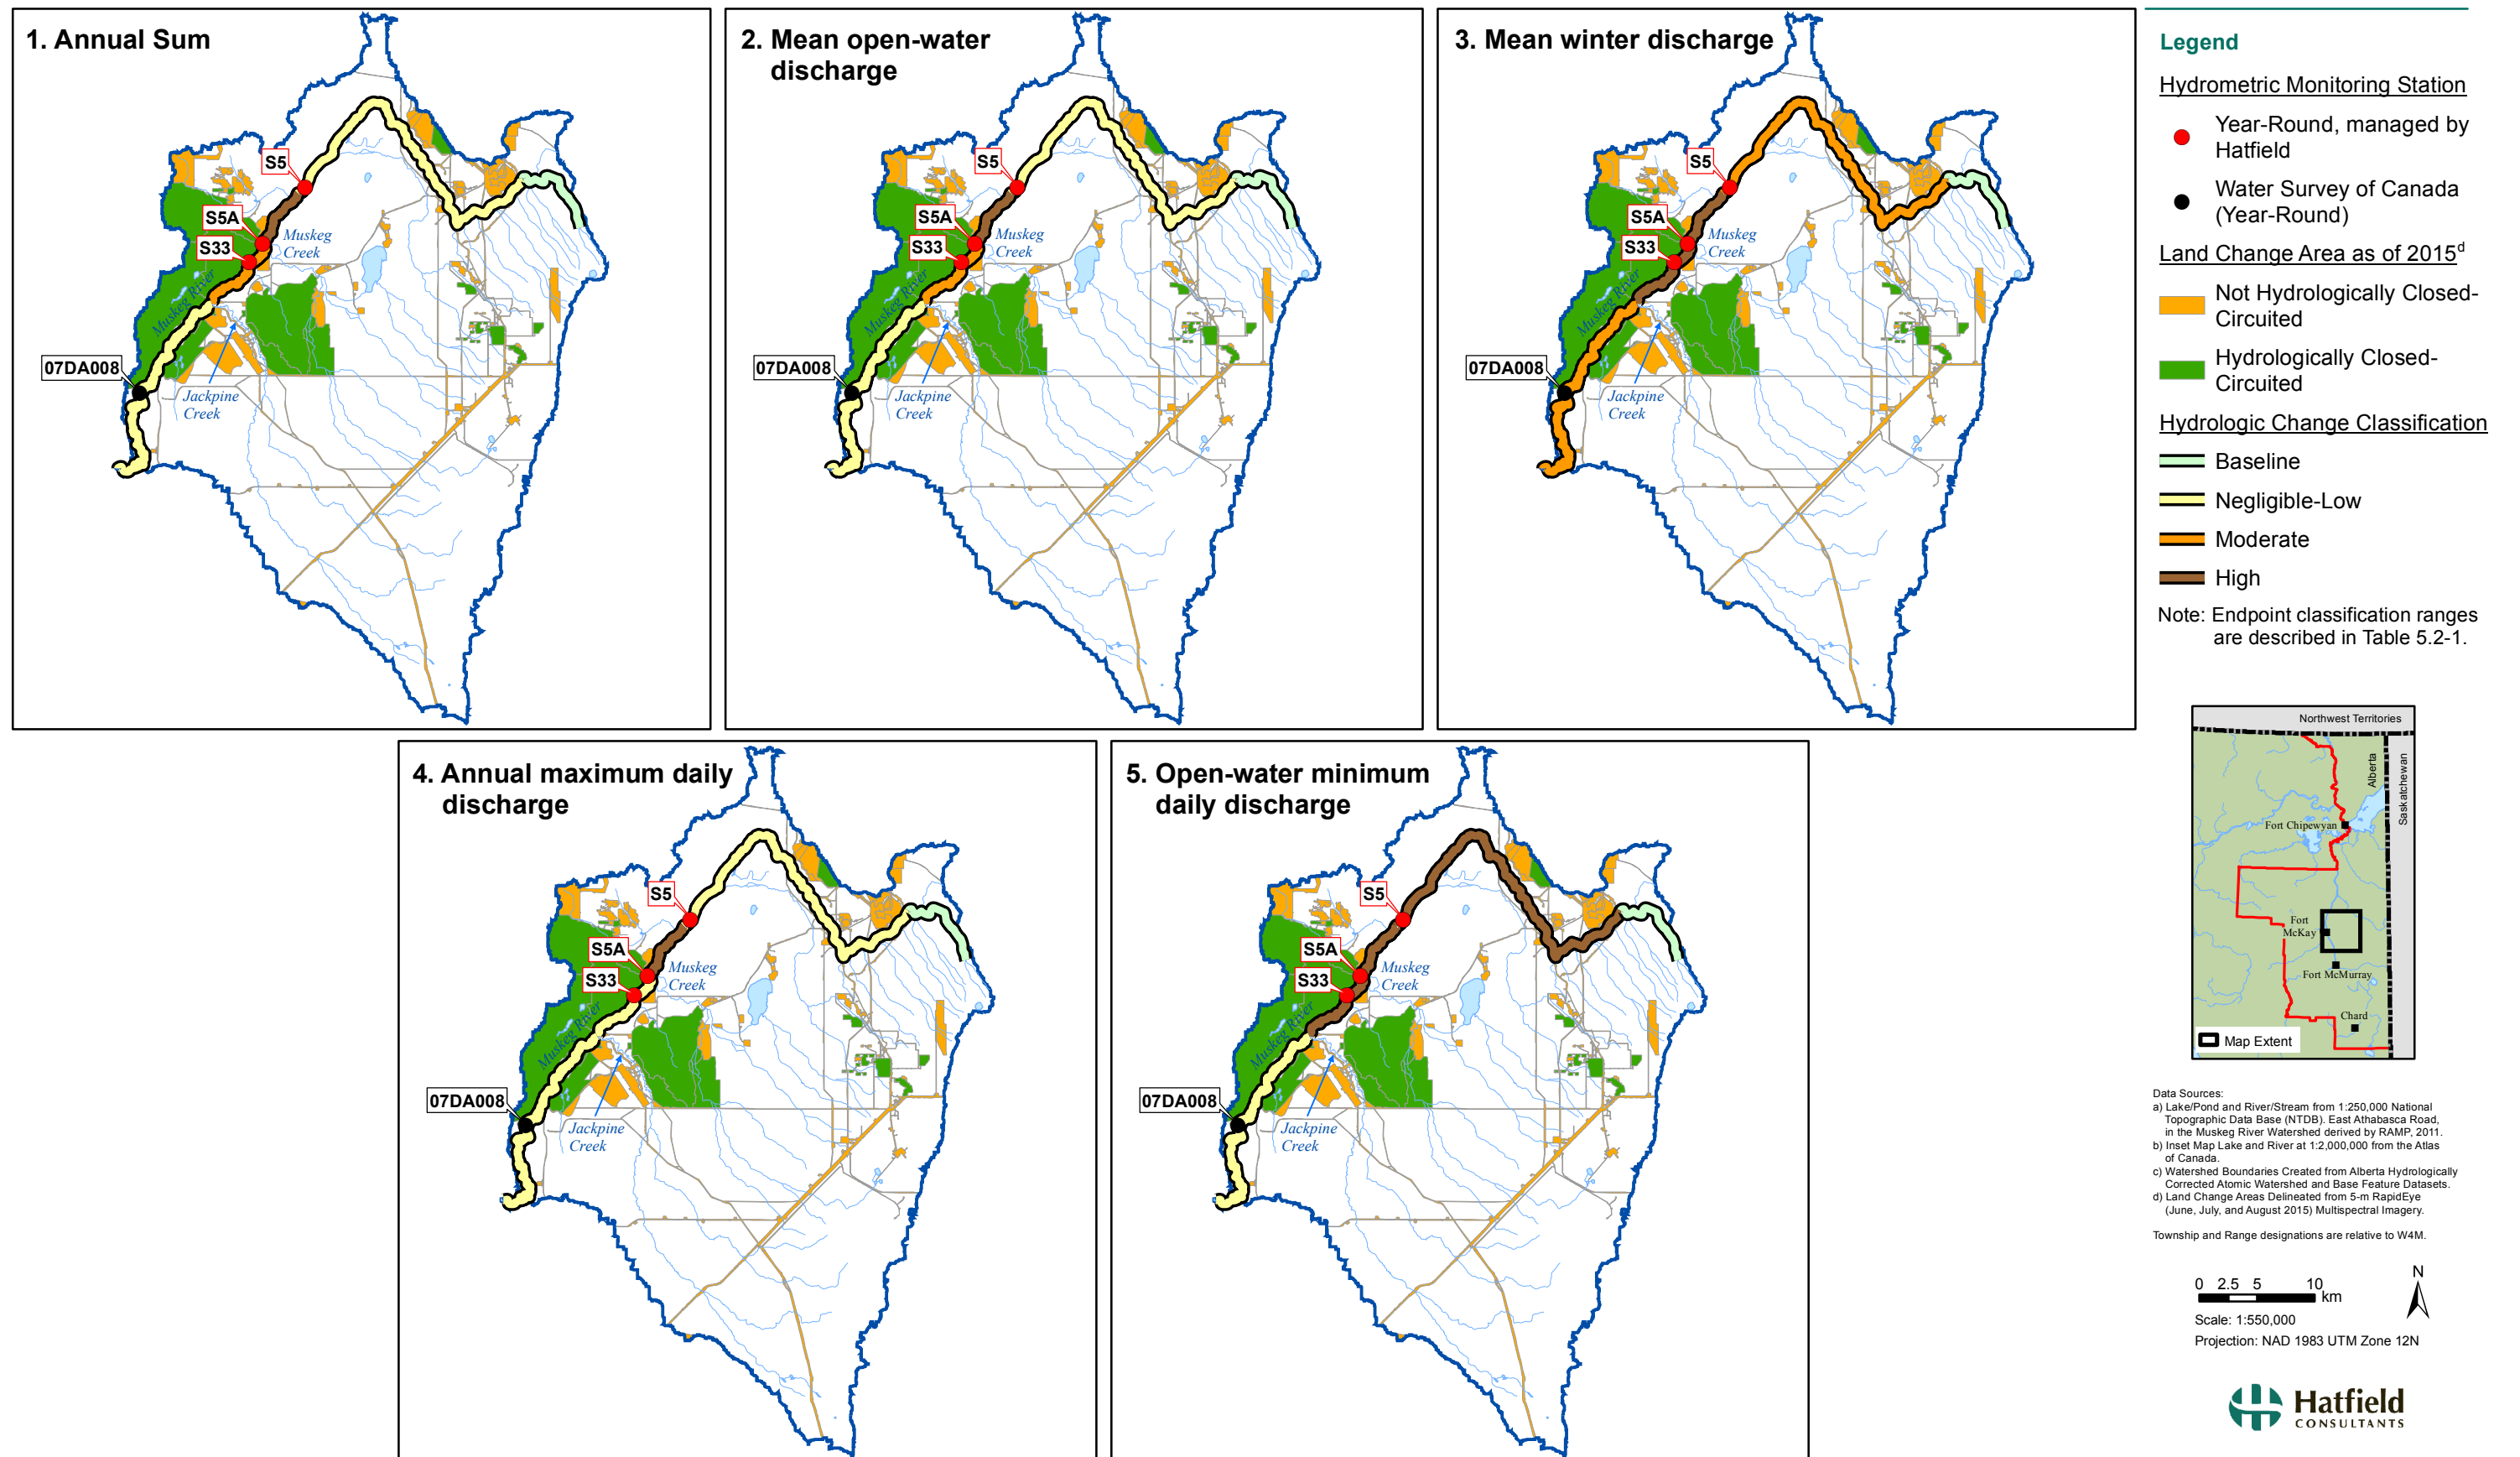 1. Annual Sum
S5
S5A
S33
Muskeg
Creek
Muskeg River
07DA008
Jackpine
Creek
2. Mean open-water
discharge
S5
S5A
S33
Muskeg
Creek
Muskeg River
07DA008
Jackpine
Creek
3. Mean winter discharge
S5
S5A
S33
Muskeg
Creek
Muskeg River
07DA008
Jackpine
Creek
4. Annual maximum daily
discharge
S5
S5A
S33
Muskeg
Creek
Muskeg River
07DA008
Jackpine
Creek
5. Open-water minimum
daily discharge
S5
S5A
S33
Muskeg
Creek
Muskeg River
07DA008
Jackpine
Creek
Legend
Hydrometric Monitoring Station
Year-Round, managed by
Hatfield
Water Survey of Canada
(Year-Round)
Land Change Area as of 2015d
Not Hydrologically Closed-
Circuited
Hydrologically Closed-
Circuited
Hydrologic Change Classification
Baseline
Negligible-Low
Moderate
High
Note: Endpoint classification ranges
are described in Table 5.2-1.
Northwest Territories
Alberta
Saskatchewan
Fort Chipewyan
Fort
McKay
Fort McMurray
Chard
Map Extent
Data Sources:
a) Lake/Pond and River/Stream from 1:250,000 National
Topographic Data Base (NTDB). East Athabasca Road,
in the Muskeg River Watershed derived by RAMP, 2011.
b) Inset Map Lake and River at 1:2,000,000 from the Atlas
of Canada.
c) Watershed Boundaries Created from Alberta Hydrologically
Corrected Atomic Watershed and Base Feature Datasets.
d) Land Change Areas Delineated from 5-m RapidEye
(June, July, and August 2015) Multispectral Imagery.
Township and Range designations are relative to W4M.
0 2.5 5 10
km
N
Scale: 1:550,000
Projection: NAD 1983 UTM Zone 12N
Hatfield
CONSULTANTS